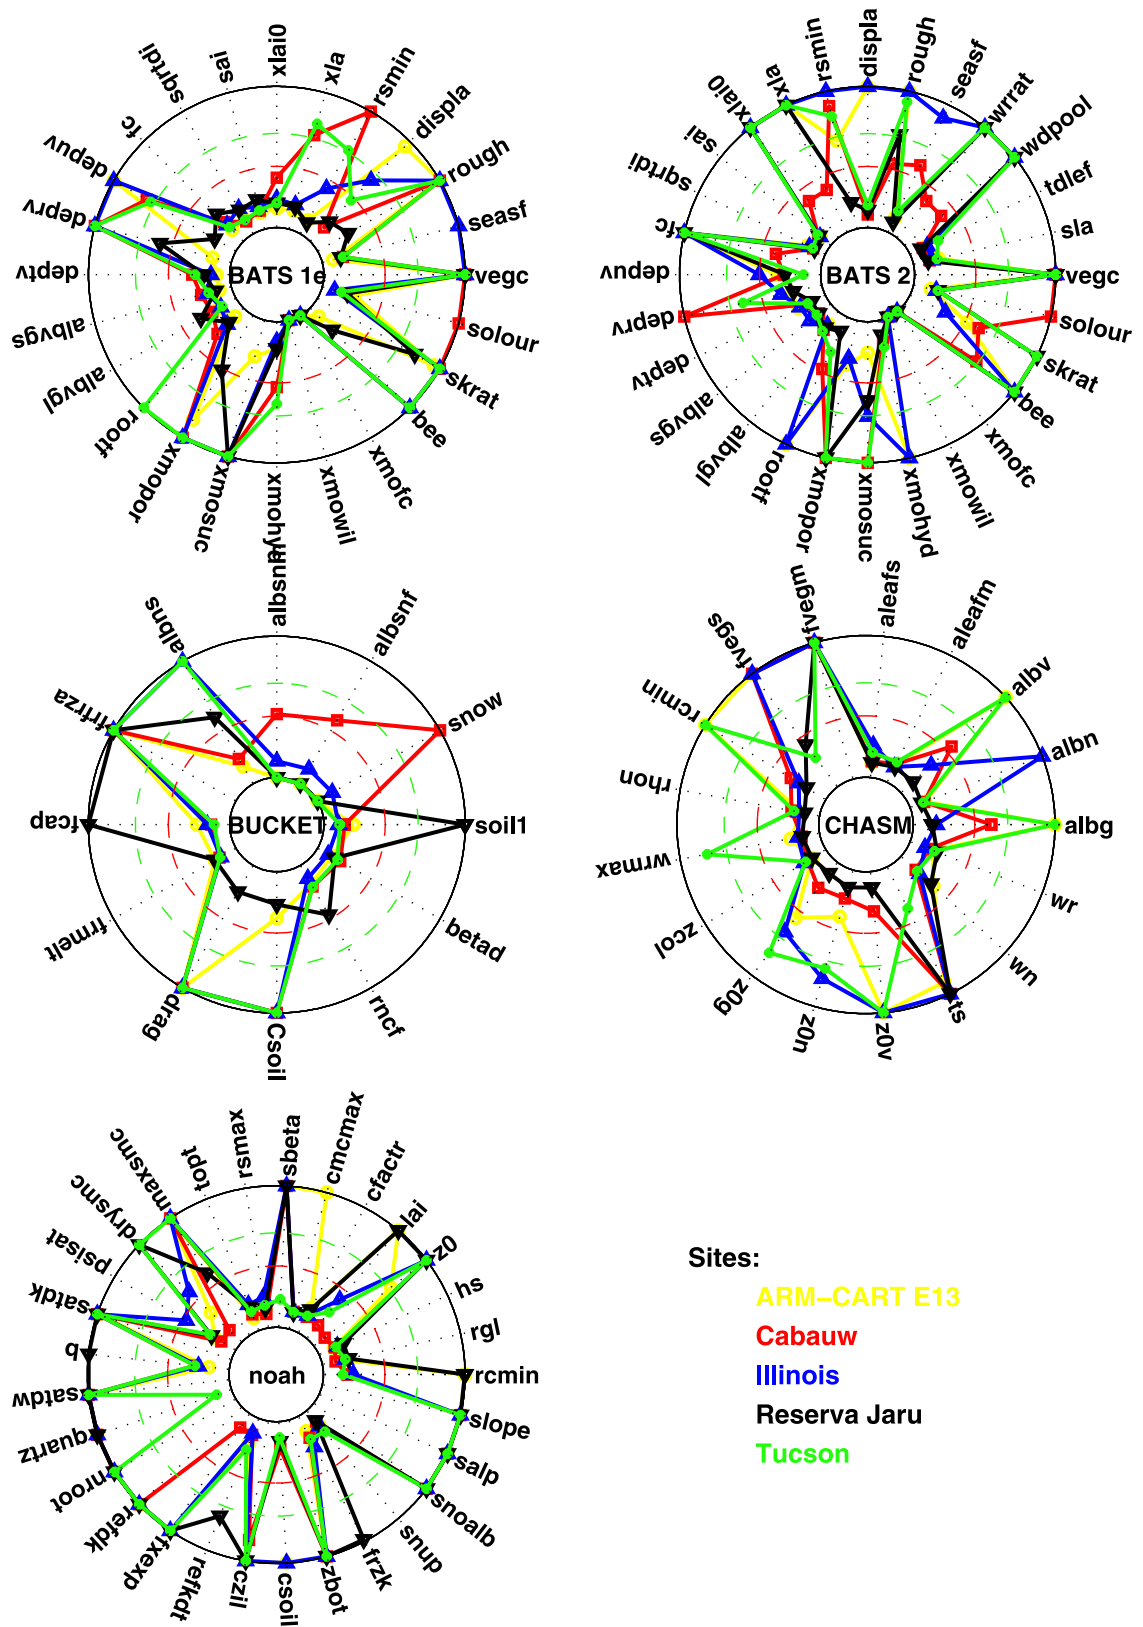 BATS 1e
vegc
seasf
rough
displa
rsmin
xla
xlai0
sai
sqrtdi
fc
depuv
deprv
deptv
albvgs
albvgl
rootf
xmopor
xmosuc
xmohyd
xmowil
xmofc
bee
skrat
solour
BATS 2
vegc
sla
tdlef
wdpool
wrrat
seasf
rough
displa
rsmin
xla
xlai0
sai
sqrtdi
fc
depuv
deprv
deptv
albvgs
albvgl
rootf
xmopor
xmosuc
xmohyd
xmowil
xmofc
bee
skrat
solour
BUCKET
soil1
snow
albsnf
albsnm
albns
frfrza
fcap
frmelt
drag
Csoil
rncf
betad
CHASM
albg
albn
albv
aleafm
aleafs
fvegm
fvegs
rcmin
rhon
wrmax
zcol
z0g
z0n
z0v
ts
wn
wr
noah
rcmin
rgl
hs
z0
lai
cfactr
cmcmax
sbeta
rsmax
topt
maxsmc
drysmc
psisat
satdk
b
satdw
quartz
nroot
refdk
fxexp
refkdt
czil
csoil
zbot
frzk
snup
snoalb
salp
slope
Sites:
ARM−CART E13
Cabauw
Illinois
Reserva Jaru
Tucson